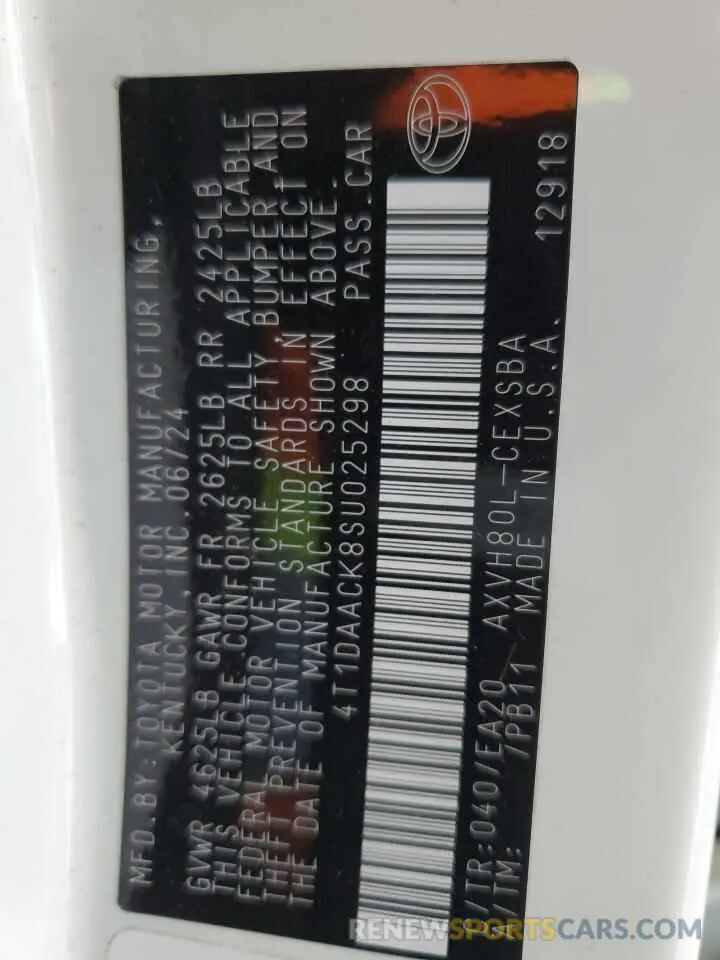 MFD.BY:TOYOTA MOTOR MANUFACTURING,
KENTUCKY,INC.06/24
GVWR 4625LB GAWR FR 2625LB RR 2425LB
THIS VEHICLE CONFORMS TO ALL APPLICABLE
FEDERAL MOTOR VEHICLE SAFETY, BUMPER,AND
THEFT PREVENTION STANDARDS IN EFFECT ON
THE DATE OF MANUFACTURE SHOWN ABOVE.
4T1DAACK8SU025298 PASS.CAR
/TR:040/EA20 AXVH80L-CEXSBA 12918
/TM: /PB11 MADE IN U.S.A.
RENEWSPORTSCARS.COM